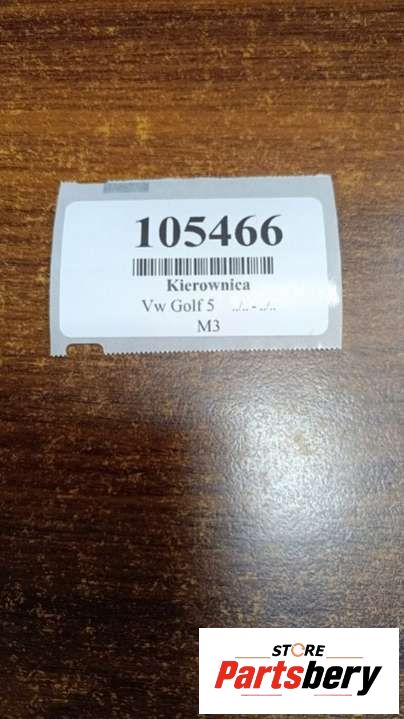 105466
Kierownica
Vw Golf 5 ../.. - ../..
M3
STORE
Partsbery